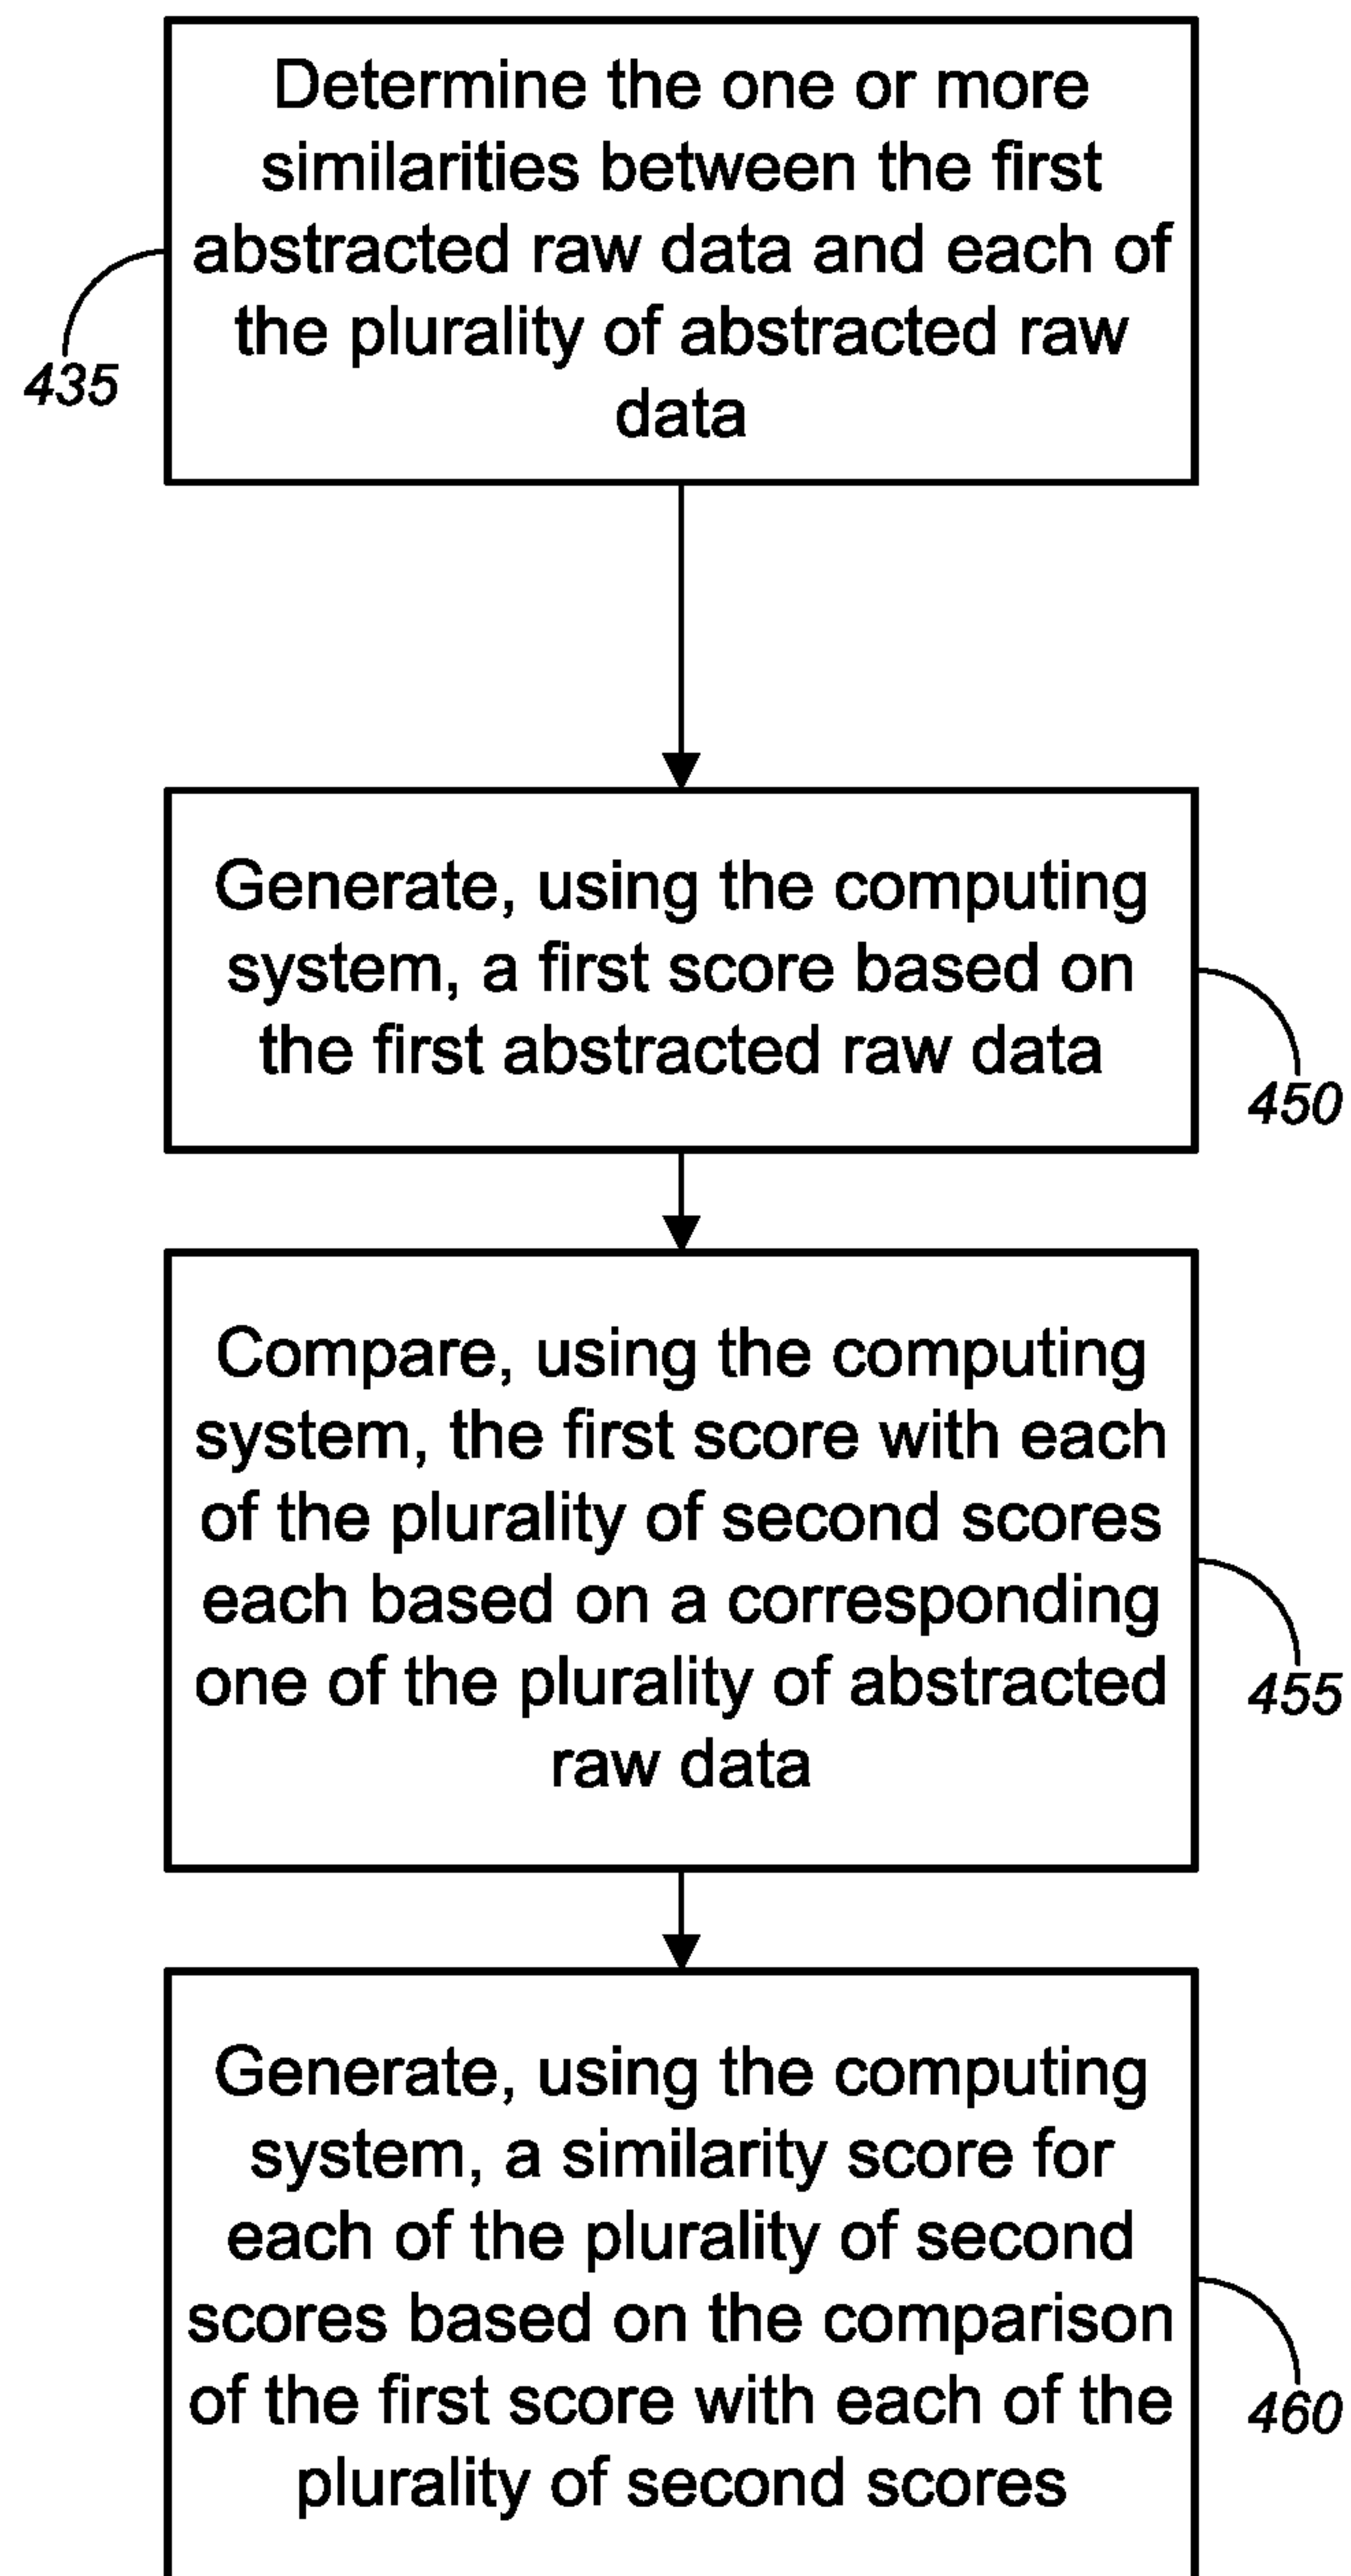 Determine the one or more
similarities between the first
abstracted raw data and each of
the plurality of abstracted raw
data
435
Generate, using the computing
system, a first score based on
the first abstracted raw data
450
Compare, using the computing
system, the first score with each
of the plurality of second scores
each based on a corresponding
one of the plurality of abstracted
raw data
455
Generate, using the computing
system, a similarity score for
each of the plurality of second
scores based on the comparison
of the first score with each of the
plurality of second scores
460